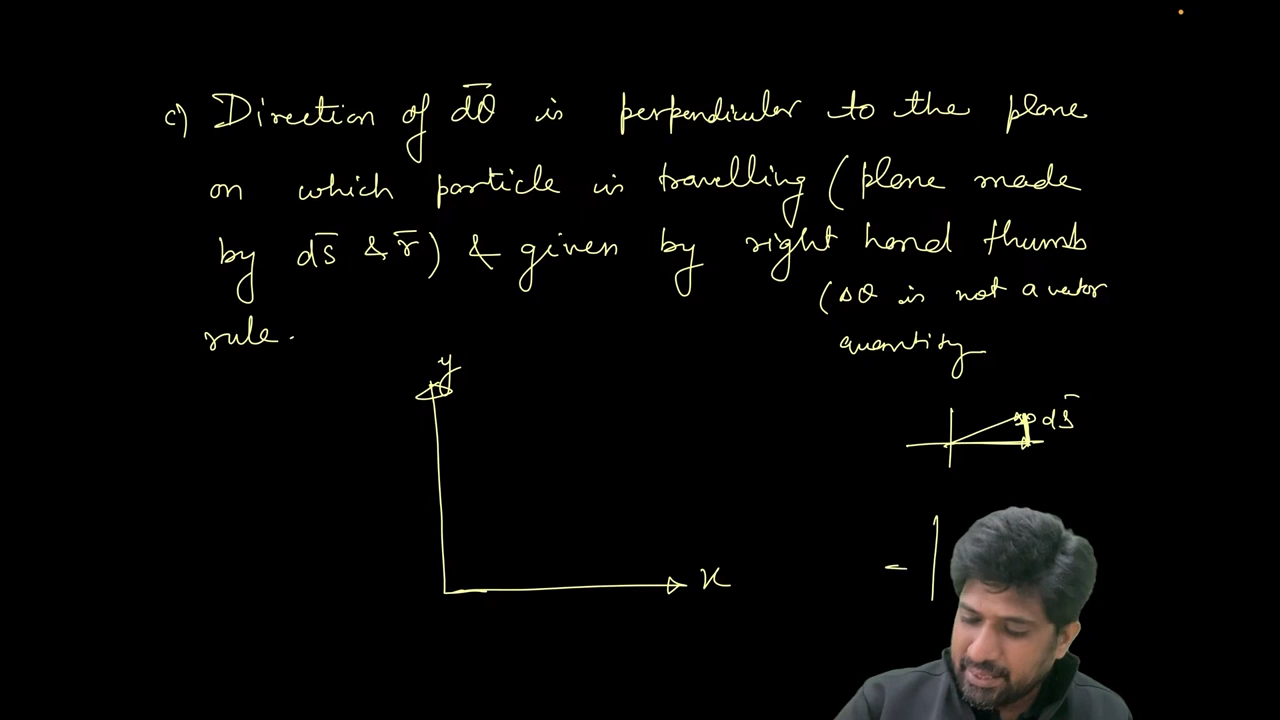 c) Direction of dθ̄ is perpendicular to the plane
on which particle is travelling (plane made
by ds̄ & r̄) & given by right hand thumb
rule.
(Δθ is not a vector
quantity
y
x
ds̄
= |